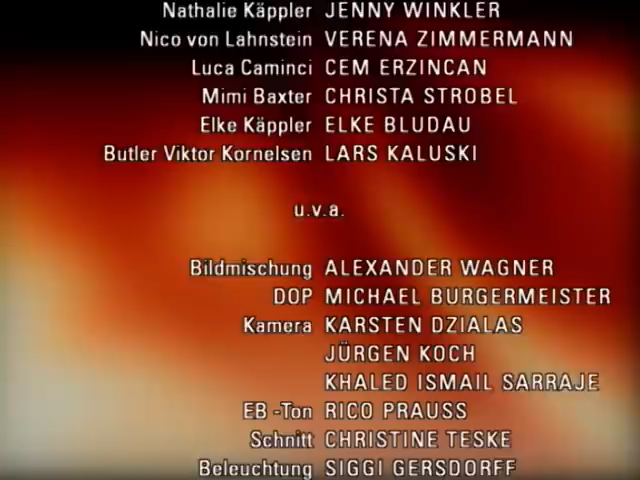 Nathalie Käppler JENNY WINKLER
Nico von Lahnstein VERENA ZIMMERMANN
Luca Caminci CEM ERZINCAN
Mimi Baxter CHRISTA STROBEL
Elke Käppler ELKE BLUDAU
Butler Viktor Kornelsen LARS KALUSKI
u.v.a.
Bildmischung ALEXANDER WAGNER
DOP MICHAEL BURGERMEISTER
Kamera KARSTEN DZIALAS
JÜRGEN KOCH
KHALED ISMAIL SARRAJE
EB -Ton RICO PRAUSS
Schnitt CHRISTINE TESKE
Beleuchtung SIGGI GERSDORFF